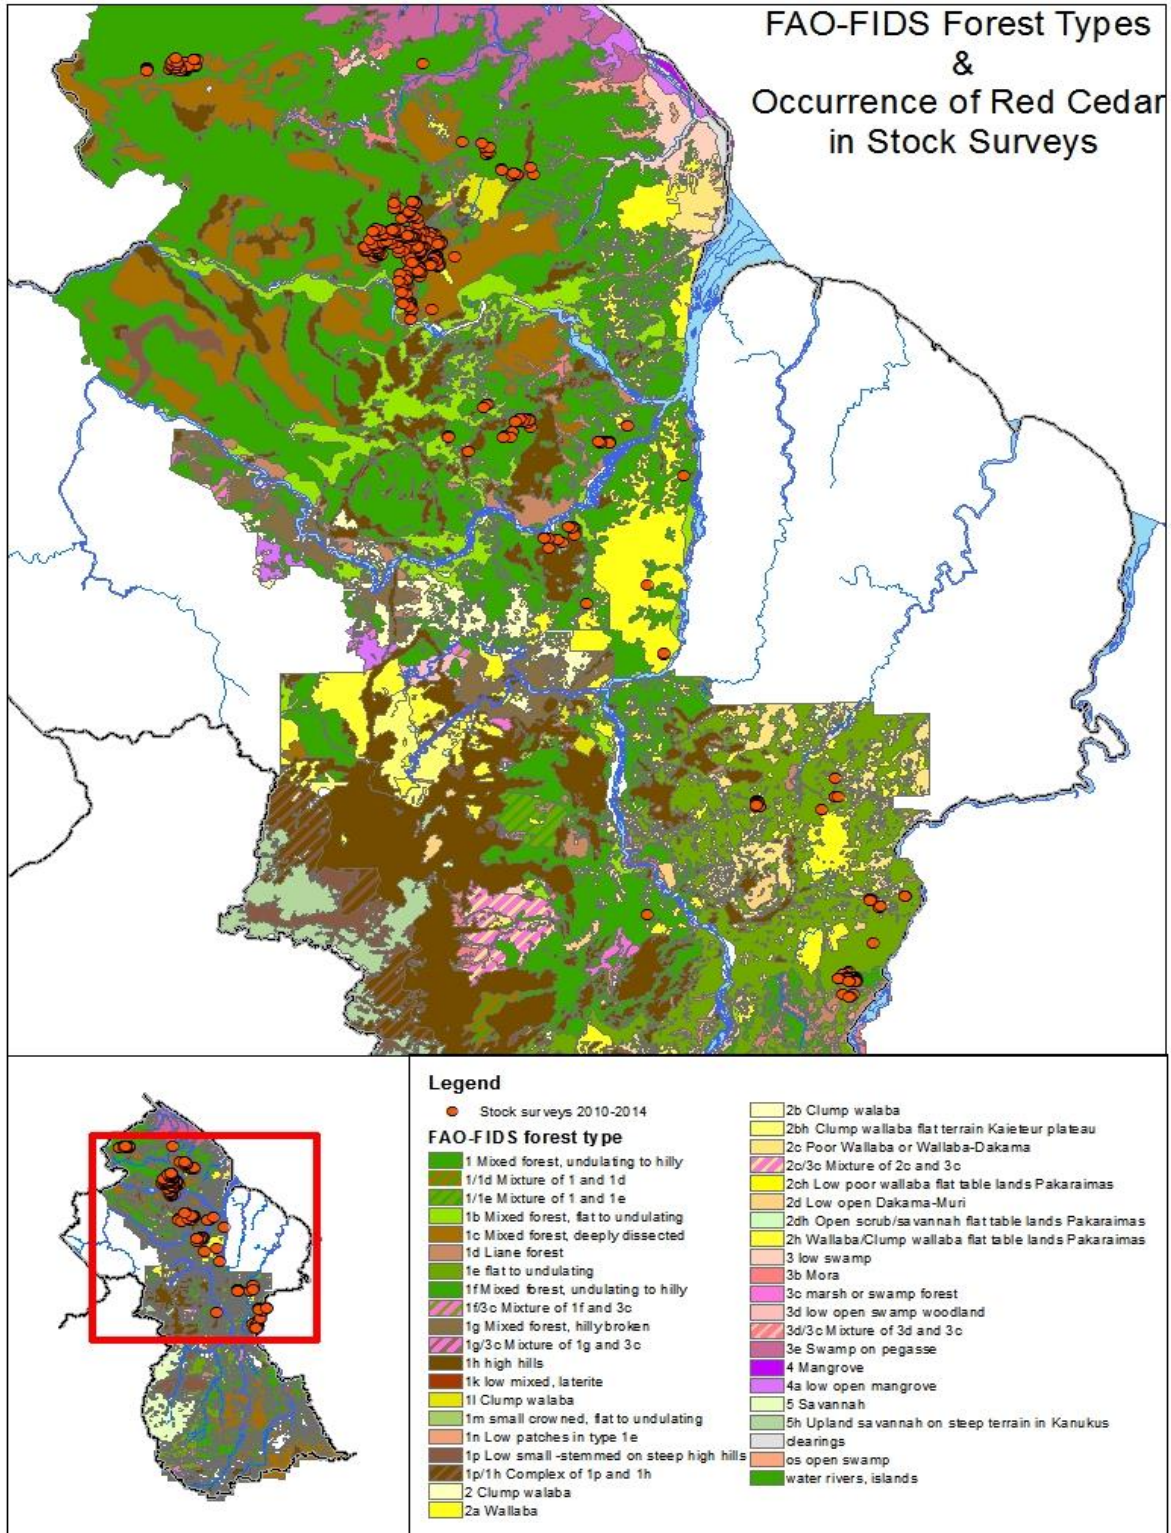 FAO-FIDS Forest Types
&
Occurrence of Red Cedar
in Stock Surveys
Legend
Stock surveys 2010-2014
FAO-FIDS forest type
1 Mixed forest, undulating to hilly
1/1d Mixture of 1 and 1d
1/1e Mixture of 1 and 1e
1b Mixed forest, flat to undulating
1c Mixed forest, deeply dissected
1d Liane forest
1e flat to undulating
1f Mixed forest, undulating to hilly
1f/3c Mixture of 1f and 3c
1g Mixed forest, hilly broken
1g/3c Mixture of 1g and 3c
1h high hills
1k low mixed, laterite
1l Clump walaba
1m small crowned, flat to undulating
1n Low patches in type 1e
1p Low small -stemmed on steep high hills
1p/1h Complex of 1p and 1h
2 Clump walaba
2a Wallaba
2b Clump walaba
2bh Clump wallaba flat terrain Kaieteur plateau
2c Poor Wallaba or Wallaba-Dakama
2c/3c Mixture of 2c and 3c
2ch Low poor wallaba flat table lands Pakaraimas
2d Low open Dakama-Muri
2dh Open scrub/savannah flat table lands Pakaraimas
2h Wallaba/Clump wallaba flat table lands Pakaraimas
3 low swamp
3b Mora
3c marsh or swamp forest
3d low open swamp woodland
3d/3c Mixture of 3d and 3c
3e Swamp on pegasse
4 Mangrove
4a low open mangrove
5 Savannah
5h Upland savannah on steep terrain in Kanukus
clearings
os open swamp
water rivers, islands